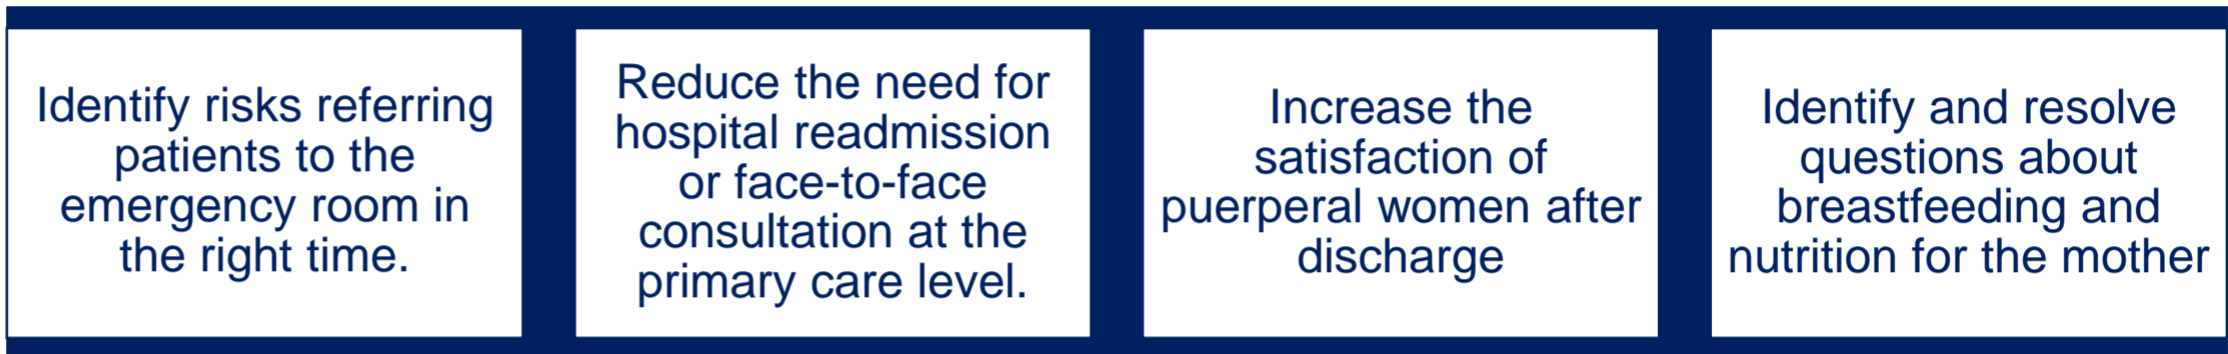 Identify risks referring
patients to the
emergency room in
the right time.
Reduce the need for
hospital readmission
or face-to-face
consultation at the
primary care level.
Increase the
satisfaction of
puerperal women after
discharge
Identify and resolve
questions about
breastfeeding and
nutrition for the mother